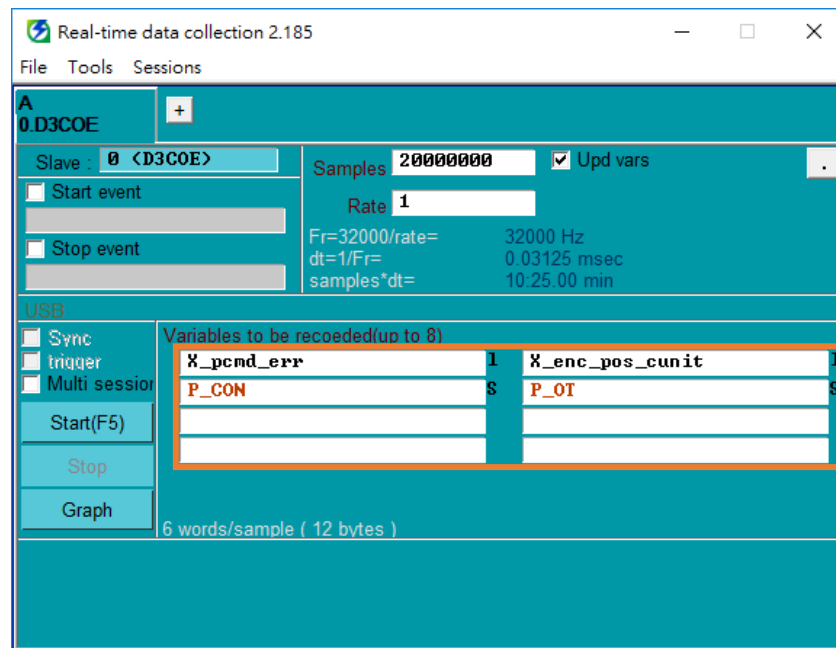 Real-time data collection 2.185
File Tools Sessions
A
0.D3COE
+
Slave : 0 (D3COE)
Start event
Stop event
Samples 20000000
Upd vars
.
Rate 1
Fr=32000/rate= 32000 Hz
dt=1/Fr= 0.03125 msec
samples*dt= 10:25.00 min
USB
Sync
trigger
Multi session
Start(F5)
Stop
Graph
Variables to be recoeded(up to 8)
X_pcmd_err l X_enc_pos_cunit l
P_CON S P_OT S
6 words/sample ( 12 bytes )